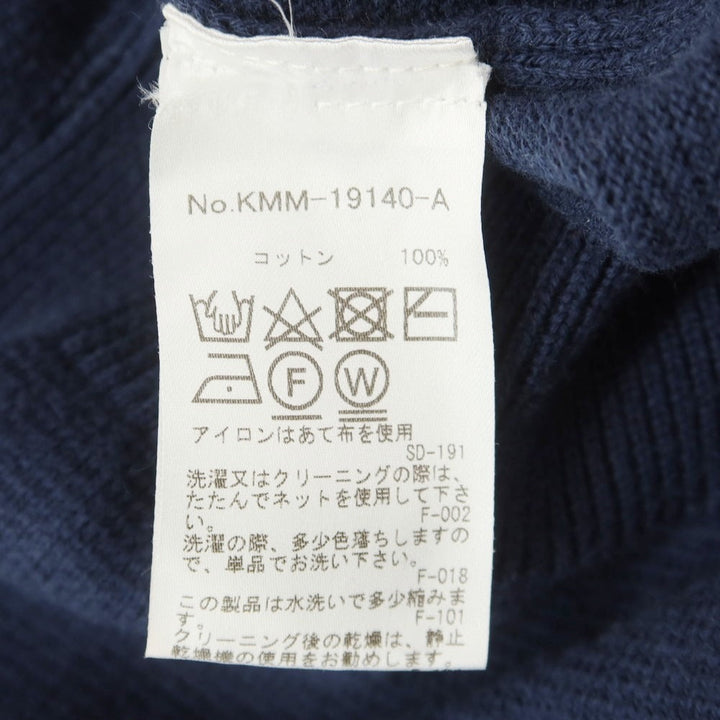 No.KMM-19140-A
コットン 100%
F W
アイロンはあて布を使用
SD-191
洗濯又はクリーニングの際は、
たたんでネットを使用して下さ
い。 F-002
洗濯の際、多少色落ちしますの
で、単品でお洗い下さい。
F-018
この製品は水洗いで多少縮みま
す。 F-101
クリーニング後の乾燥は、静止
乾燥機の使用をお勧めします。